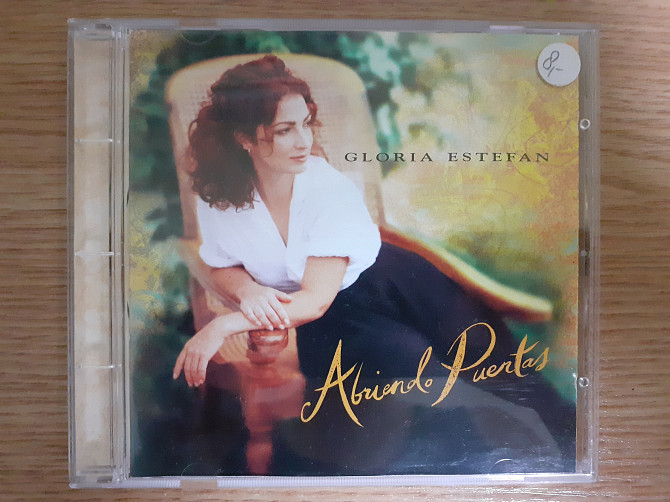 8,-
GLORIA ESTEFAN
Abriendo Puertas